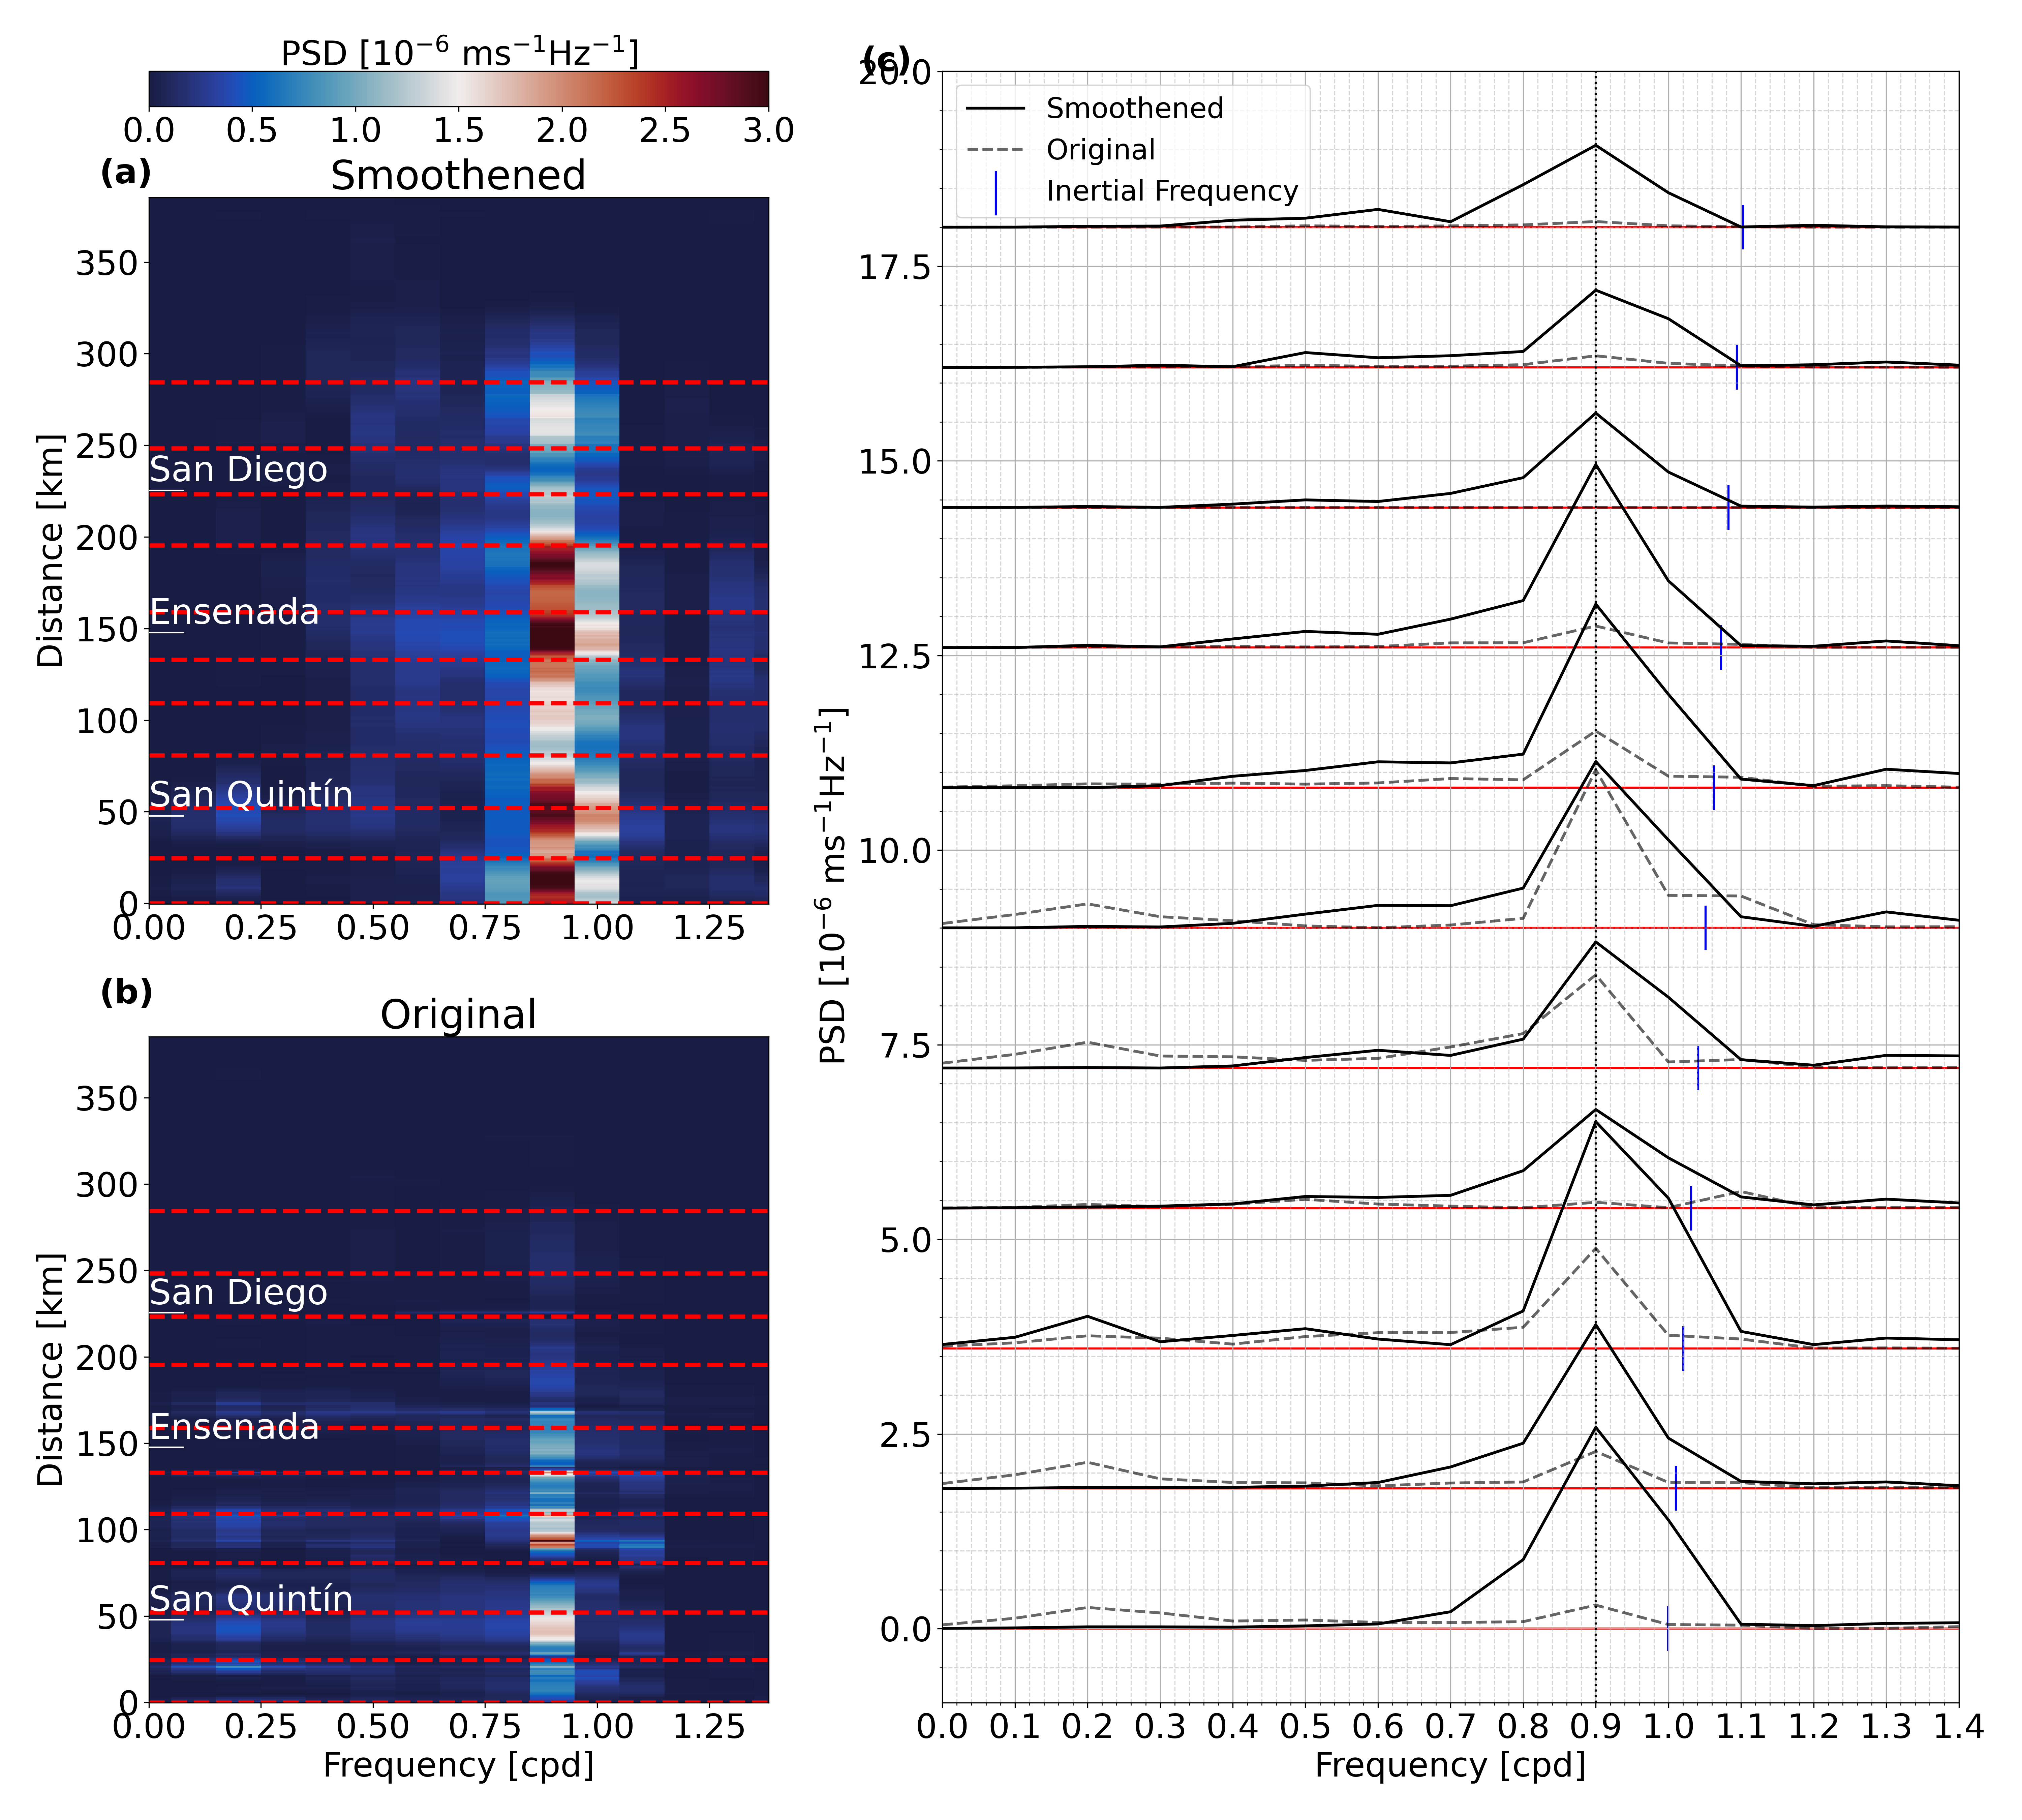 PSD [10⁻⁶ ms⁻¹Hz⁻¹]
0.0 0.5 1.0 1.5 2.0 2.5 3.0
(a)
Smoothened
Distance [km]
350
300
250
San Diego
200
Ensenada
150
100
San Quintín
50
0
0.00 0.25 0.50 0.75 1.00 1.25
(b)
Original
Distance [km]
350
300
250
San Diego
200
Ensenada
150
100
San Quintín
50
0
0.00 0.25 0.50 0.75 1.00 1.25
Frequency [cpd]
(c)
Smoothened
Original
Inertial Frequency
PSD [10⁻⁶ ms⁻¹Hz⁻¹]
20.0
17.5
15.0
12.5
10.0
7.5
5.0
2.5
0.0
0.0 0.1 0.2 0.3 0.4 0.5 0.6 0.7 0.8 0.9 1.0 1.1 1.2 1.3 1.4
Frequency [cpd]